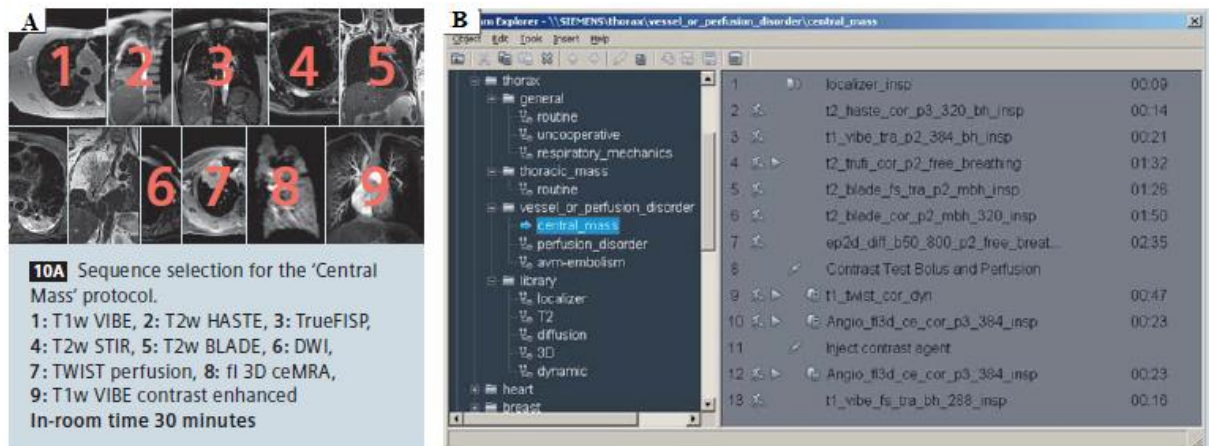 A
1 2 3 4 5
6 7 8 9
10A Sequence selection for the 'Central
Mass' protocol.
1: T1w VIBE, 2: T2w HASTE, 3: TrueFISP,
4: T2w STIR, 5: T2w BLADE, 6: DWI,
7: TWIST perfusion, 8: fl 3D ceMRA,
9: T1w VIBE contrast enhanced
In-room time 30 minutes
B
Explorer - \\SIEMENS\thorax\vessel_or_perfusion_disorder\central_mass
Object Edit Tools Insert Help
thorax
general
routine
uncooperative
respiratory_mechanics
thoracic_mass
routine
vessel_or_perfusion_disorder
central_mass
perfusion_disorder
avm-embolism
library
localizer
T2
diffusion
3D
dynamic
heart
breast
1 localizer_insp 00:09
2 t2_haste_cor_p3_320_bh_insp 00:14
3 t1_vibe_tra_p2_384_bh_insp 00:21
4 t2_trufi_cor_p2_free_breathing 01:32
5 t2_blade_fs_tra_p2_mbh_insp 01:28
6 t2_blade_cor_p2_mbh_320_insp 01:50
7 ep2d_diff_b50_800_p2_free_breat... 02:35
8 Contrast Test Bolus and Perfusion
9 t1_twist_cor_dyn 00:47
10 Angio_fl3d_ce_cor_p3_384_insp 00:23
11 Inject contrast agent
12 Angio_fl3d_ce_cor_p3_384_insp 00:23
13 t1_vibe_fs_tra_bh_288_insp 00:16